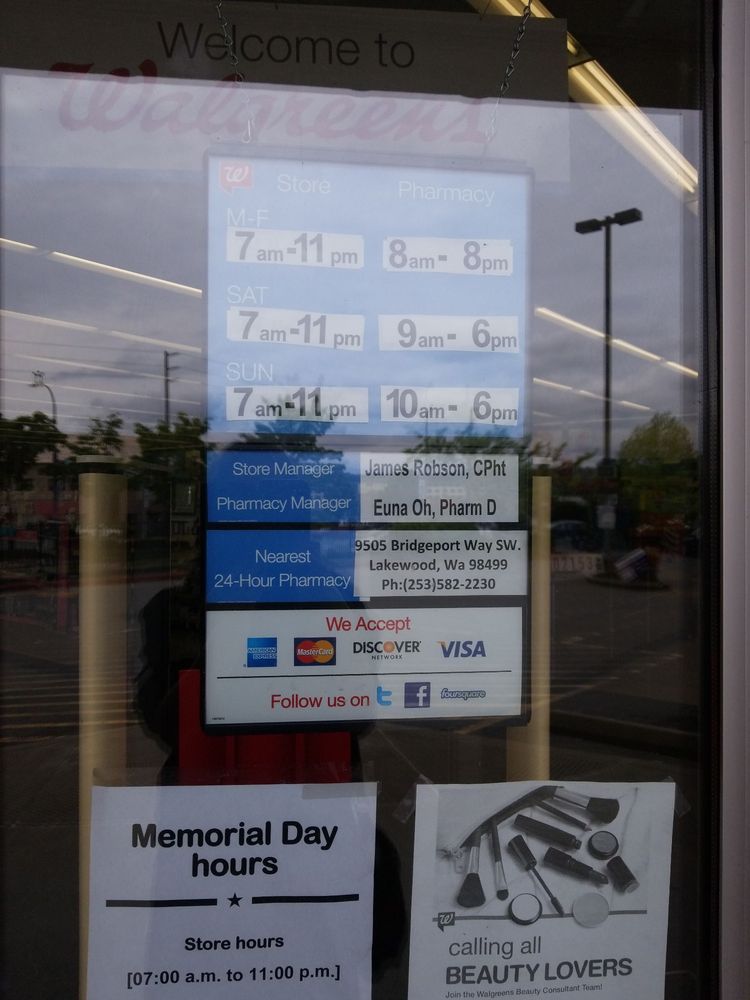 Welcome to
Walgreens
Store Pharmacy
M-F
7am-11pm 8am- 8pm
SAT
7am-11pm 9am- 6pm
SUN
7am-11pm 10am- 6pm
Store Manager James Robson, CPht
Pharmacy Manager Euna Oh, Pharm D
Nearest
24-Hour Pharmacy
9505 Bridgeport Way SW.
Lakewood, Wa 98499
Ph:(253)582-2230
We Accept
AMERICAN EXPRESS MasterCard DISCOVER NETWORK VISA
Follow us on t f foursquare
Memorial Day
hours
Store hours
[07:00 a.m. to 11:00 p.m.]
calling all
BEAUTY LOVERS
Join the Walgreens Beauty Consultant Team!